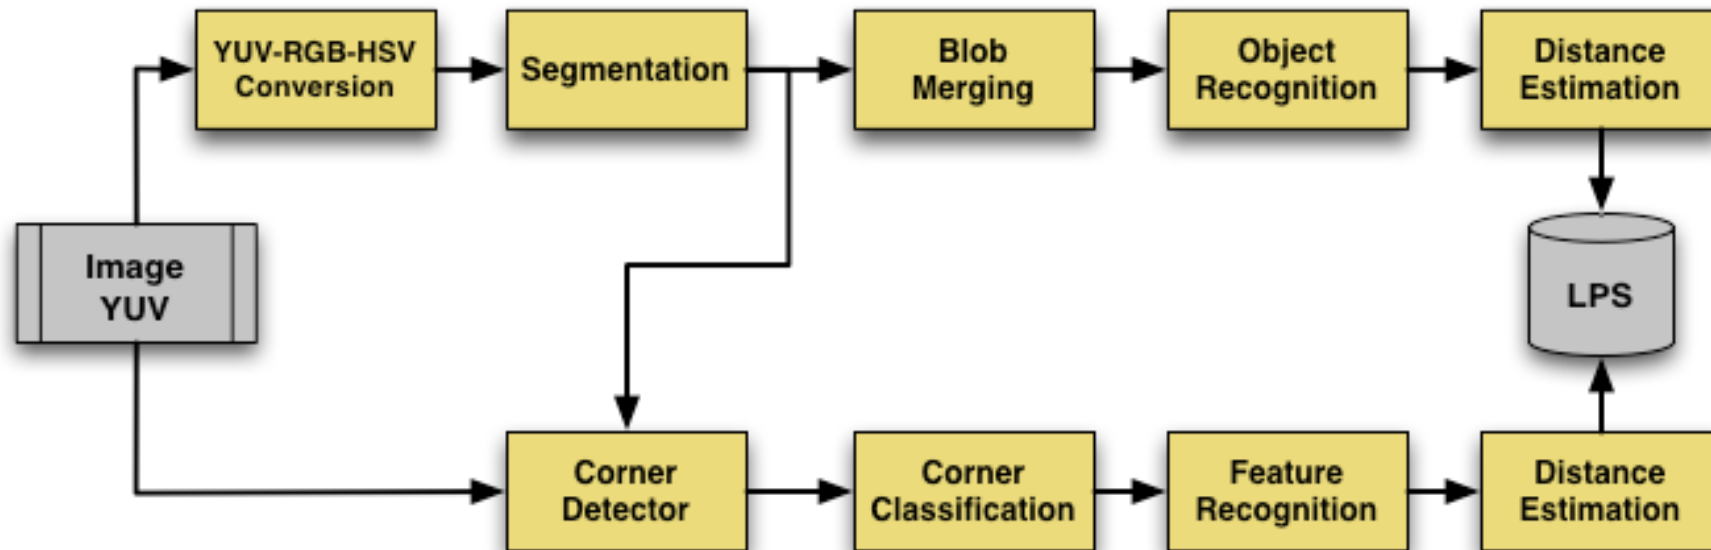 YUV-RGB-HSV
Conversion
Segmentation
Blob
Merging
Object
Recognition
Distance
Estimation
Image
YUV
LPS
Corner
Detector
Corner
Classification
Feature
Recognition
Distance
Estimation